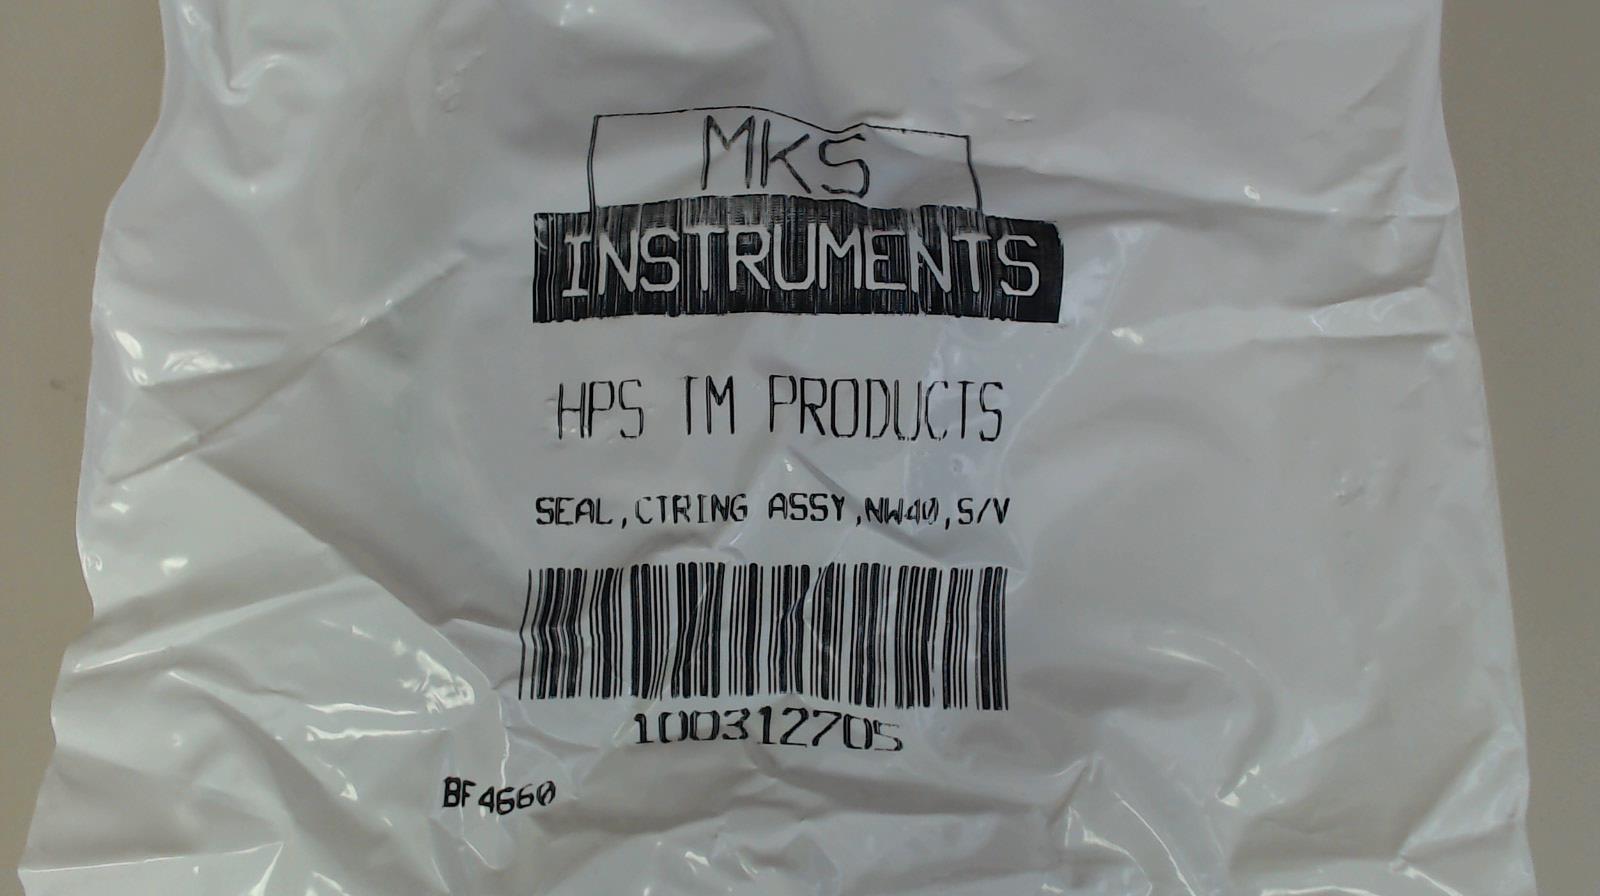 MKS
INSTRUMENTS
HPS TM PRODUCTS
SEAL,CTRING ASSY,NW40,S/V
100312705
BF4660